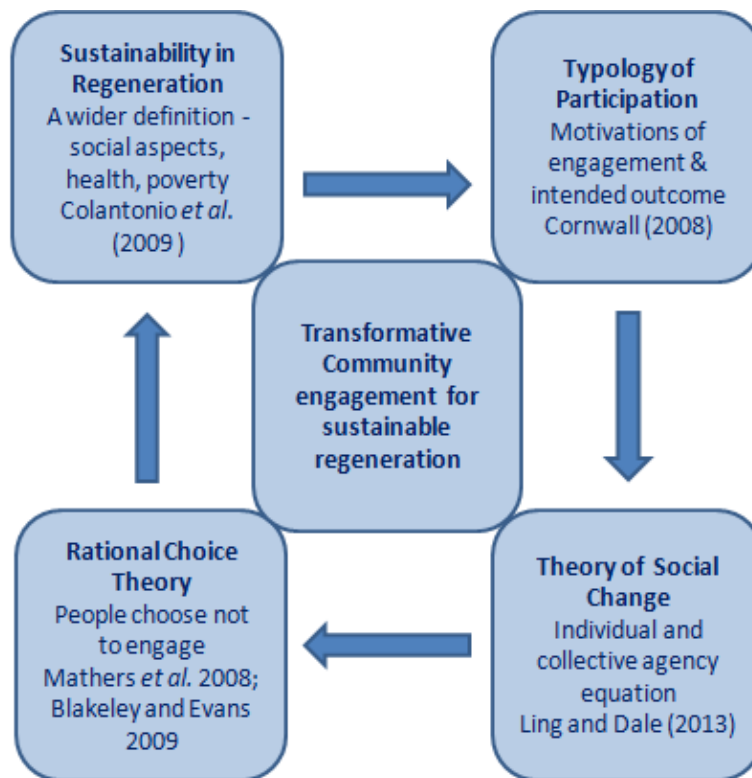 Sustainability in
Regeneration
A wider definition -
social aspects,
health, poverty
Colantonio et al.
(2009 )
Typology of
Participation
Motivations of
engagement &
intended outcome
Cornwall (2008)
Transformative
Community
engagement for
sustainable
regeneration
Rational Choice
Theory
People choose not
to engage
Mathers et al. 2008;
Blakeley and Evans
2009
Theory of Social
Change
Individual and
collective agency
equation
Ling and Dale (2013)